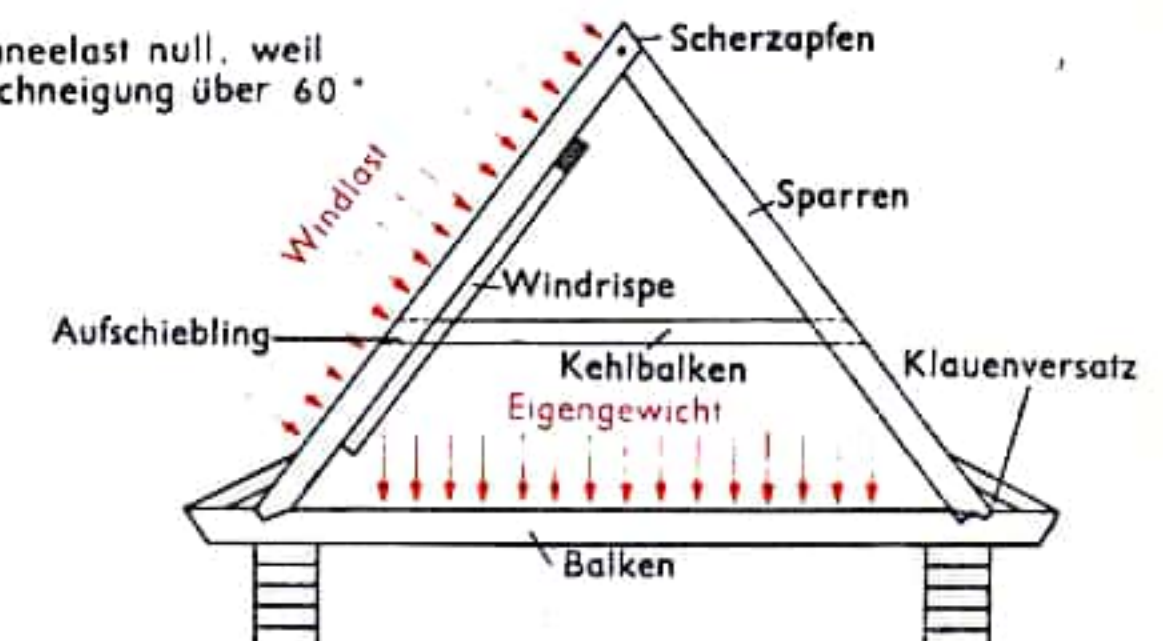 neelast null, weil
chneigung über 60°
Scherzapfen
Windlast
Sparren
Windrispe
Aufschiebling
Kehlbalken
Klauenversatz
Eigengewicht
Balken